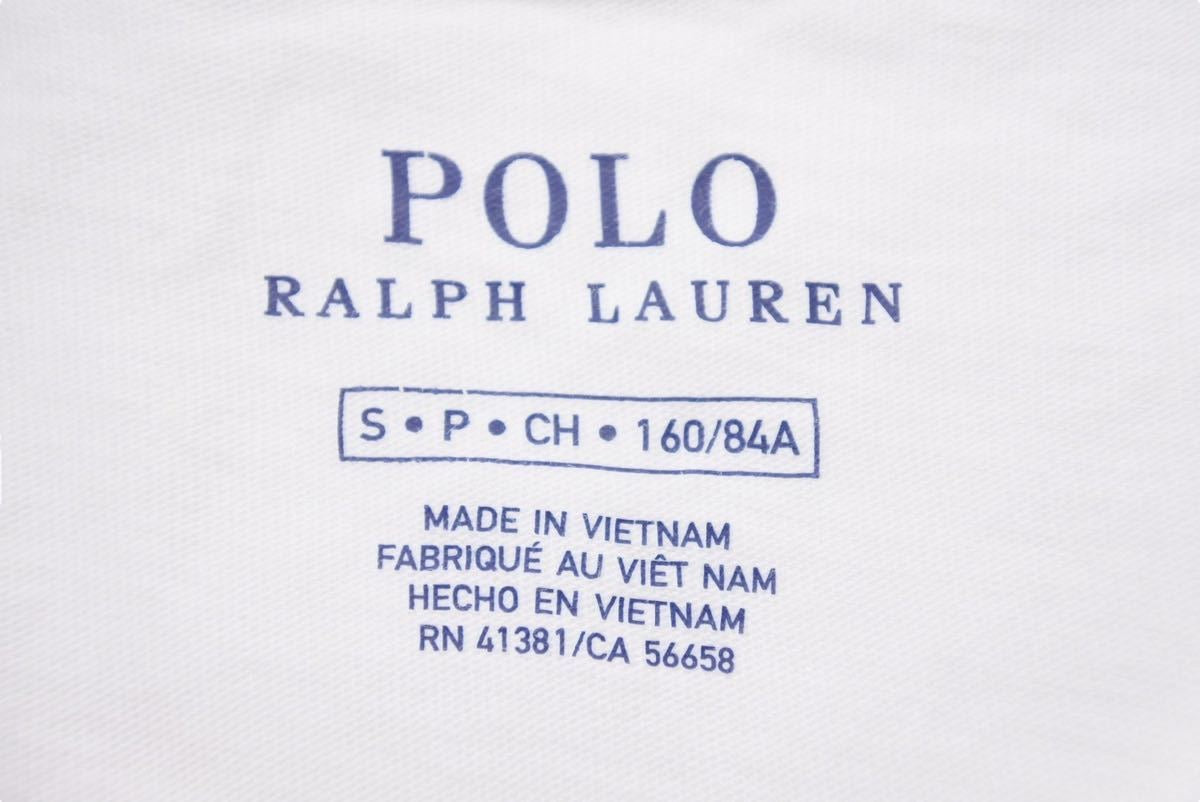 POLO
RALPH LAUREN
S • P • CH • 160/84A
MADE IN VIETNAM
FABRIQUÉ AU VIÊT NAM
HECHO EN VIETNAM
RN 41381/CA 56658